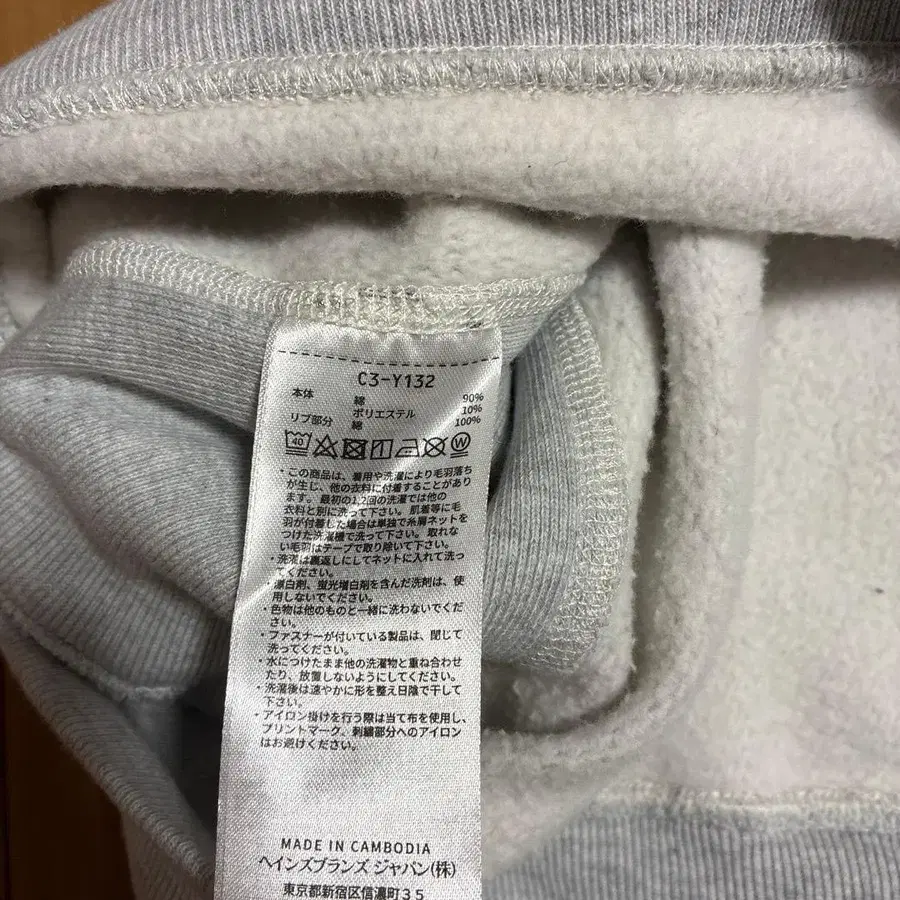 C3-Y132
本体 綿 90%
ポリエステル 10%
リブ部分 綿 100%
40 W
・この商品は、着用や洗濯により毛羽落ち
が生じ、他の衣料に付着することがあり
ます。最初の1,2回の洗濯では他の
衣料と別に洗って下さい。肌着等に毛
羽が付着した場合は単独で糸屑ネットを
つけた洗濯機で洗って下さい。取れな
い毛羽はテープで取り除いて下さい。
・洗濯は裏返しにしてネットに入れて洗っ
てください。
・漂白剤、蛍光増白剤を含んだ洗剤は、使
用しないでください。
・色物は他のものと一緒に洗わないでくだ
さい。
・ファスナーが付いている製品は、閉じて
洗ってください。
・水につけたまま他の洗濯物と重ね合わせ
たり、放置しないようにしてください。
・洗濯後は速やかに形を整え日陰で干して
下さい。
・アイロン掛けを行う際は当て布を使用し、
プリントマーク、刺繍部分へのアイロン
はお避けください。
MADE IN CAMBODIA
ヘインズブランズ ジャパン(株)
東京都新宿区信濃町35